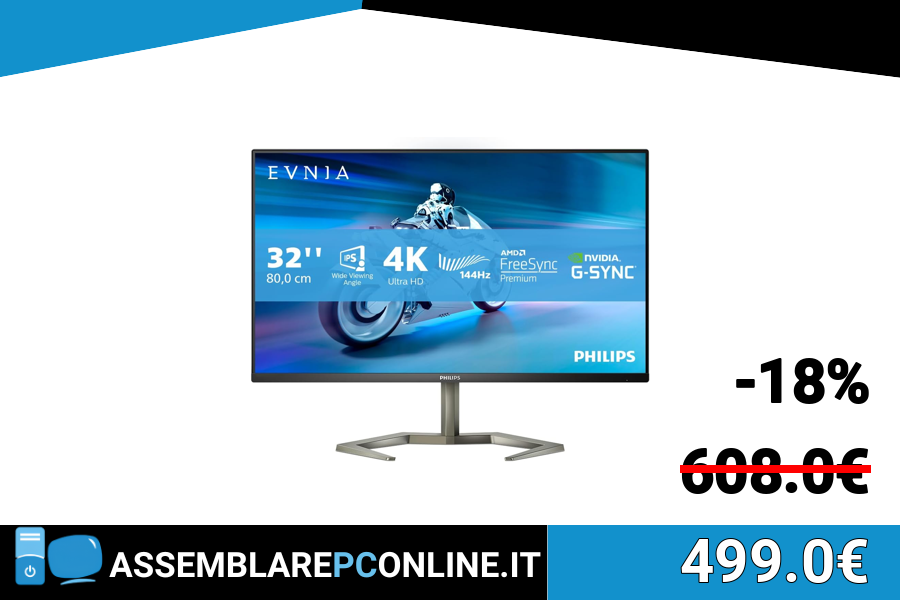 EVNIA
32''
80,0 cm
IPS
Wide Viewing
Angle
4K
Ultra HD
144Hz
AMD
FreeSync
Premium
NVIDIA.
G-SYNC
PHILIPS
PHILIPS
-18%
608.0€
ASSEMBLAREPCONLINE.IT
499.0€